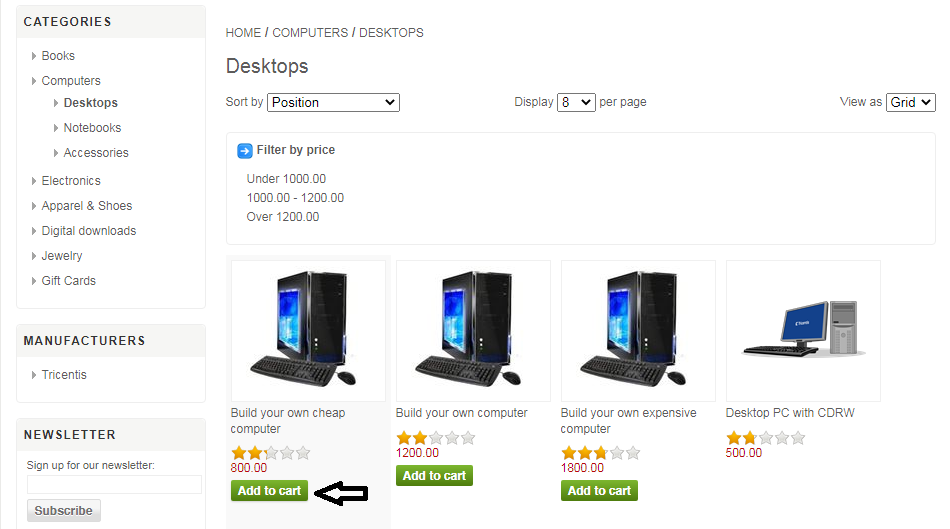 CATEGORIES
Books
Computers
Desktops
Notebooks
Accessories
Electronics
Apparel & Shoes
Digital downloads
Jewelry
Gift Cards
MANUFACTURERS
Tricentis
NEWSLETTER
Sign up for our newsletter:
Subscribe
HOME / COMPUTERS / DESKTOPS
Desktops
Sort by Position
Display 8 per page
View as Grid
Filter by price
Under 1000.00
1000.00 - 1200.00
Over 1200.00
Build your own cheap
computer
800.00
Add to cart
Build your own computer
1200.00
Add to cart
Build your own expensive
computer
1800.00
Add to cart
Desktop PC with CDRW
500.00